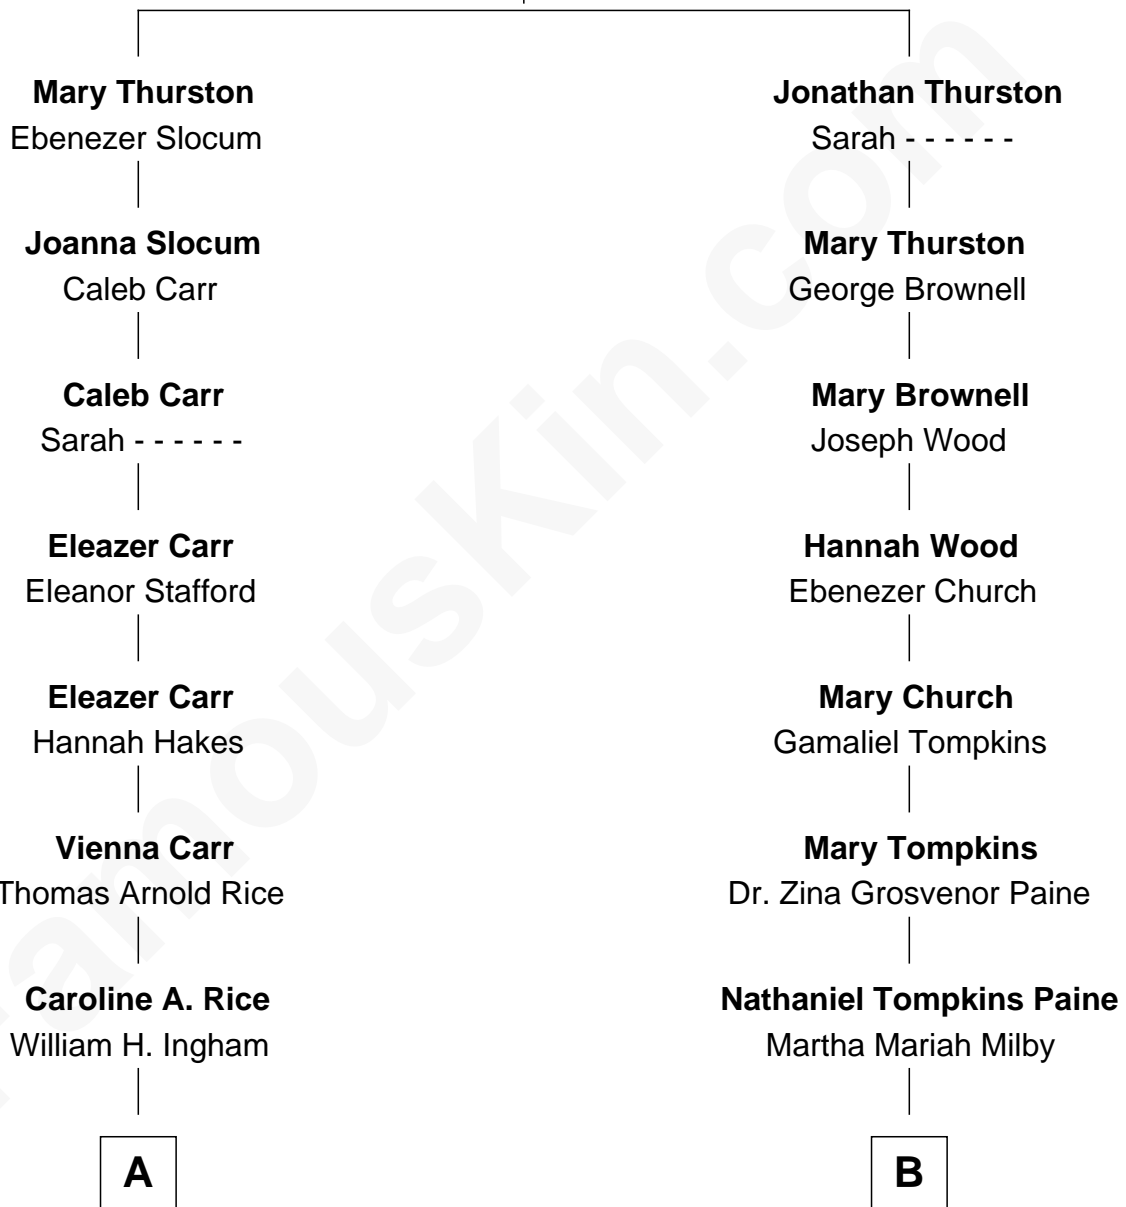 Mary Thurston
Ebenezer Slocum
Joanna Slocum
Caleb Carr
Caleb Carr
Sarah - - - - - -
Eleazer Carr
Eleanor Stafford
Eleazer Carr
Hannah Hakes
Vienna Carr
Thomas Arnold Rice
Caroline A. Rice
William H. Ingham
A
Jonathan Thurston
Sarah - - - - - -
Mary Thurston
George Brownell
Mary Brownell
Joseph Wood
Hannah Wood
Ebenezer Church
Mary Church
Gamaliel Tompkins
Mary Tompkins
Dr. Zina Grosvenor Paine
Nathaniel Tompkins Paine
Martha Mariah Milby
B
FamousKin.com